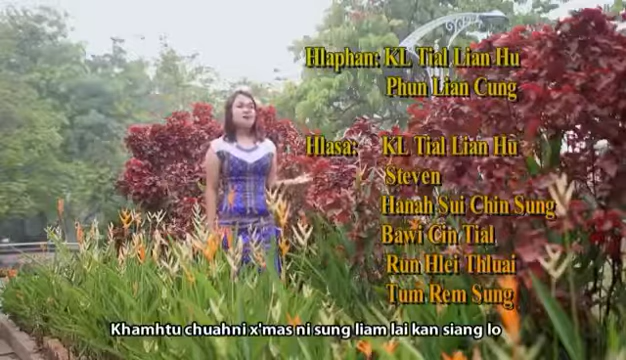 Hlaphan: KL Tial Lian Hu
Phun Lian Cung
Hlasa: KL Tial Lian Hu
Steven
Hanah Sui Chin Sung
Bawi Cin Tial
Run Hlei Thluai
Tum Rem Sung
Khamhtu chuahni x'mas ni sung liam lai kan siang lo